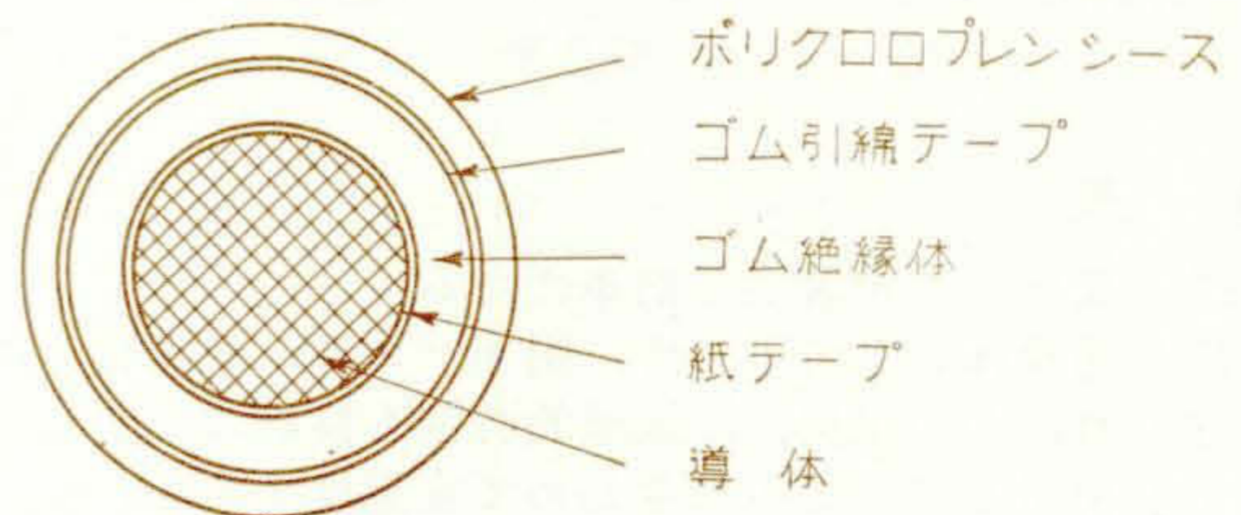 ポリクロロプレンシース
ゴム引綿テープ
ゴム絶縁体
紙テープ
導 体